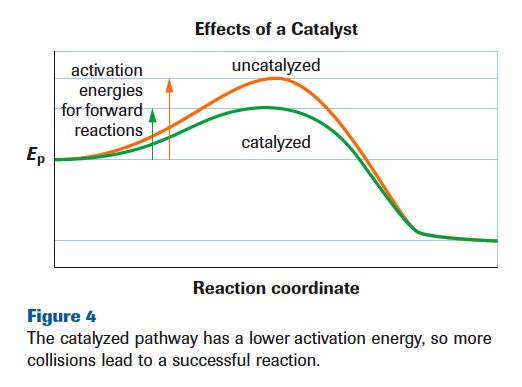 Effects of a Catalyst
uncatalyzed
activation
energies
for forward
reactions
catalyzed
Ep
Reaction coordinate
Figure 4
The catalyzed pathway has a lower activation energy, so more
collisions lead to a successful reaction.